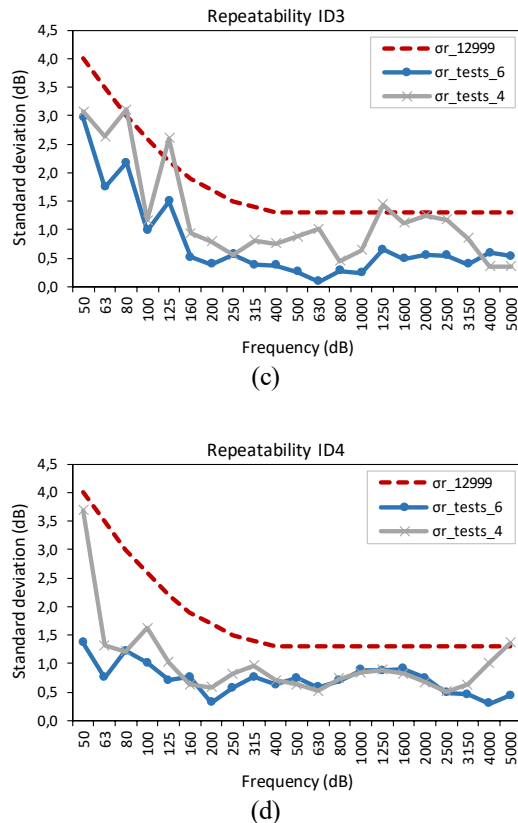 Repeatability ID3
Standard deviation (dB)
4,5
4,0
3,5
3,0
2,5
2,0
1,5
1,0
0,5
0,0
σr_12999
σr_tests_6
σr_tests_4
50 63 80 100 125 160 200 250 315 400 500 630 800 1000 1250 1600 2000 2500 3150 4000 5000
Frequency (dB)
(c)
Repeatability ID4
Standard deviation (dB)
4,5
4,0
3,5
3,0
2,5
2,0
1,5
1,0
0,5
0,0
σr_12999
σr_tests_6
σr_tests_4
50 63 80 100 125 160 200 250 315 400 500 630 800 1000 1250 1600 2000 2500 3150 4000 5000
Frequency (dB)
(d)